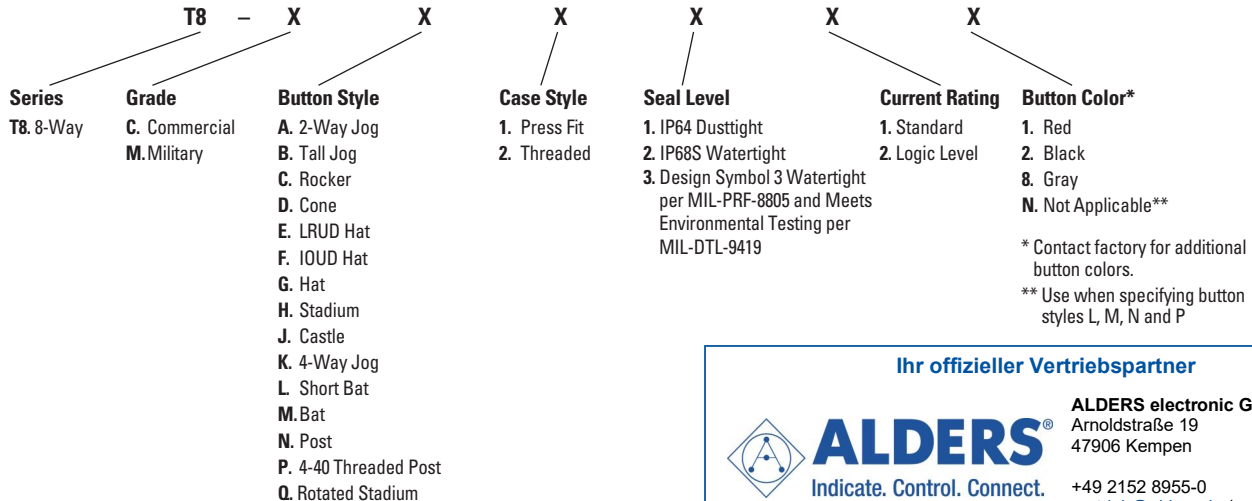 T8 – X X X X X X
Series
T8. 8-Way
Grade
C. Commercial
M. Military
Button Style
A. 2-Way Jog
B. Tall Jog
C. Rocker
D. Cone
E. LRUD Hat
F. IOUD Hat
G. Hat
H. Stadium
J. Castle
K. 4-Way Jog
L. Short Bat
M. Bat
N. Post
P. 4-40 Threaded Post
Q. Rotated Stadium
Case Style
1. Press Fit
2. Threaded
Seal Level
1. IP64 Dusttight
2. IP68S Watertight
3. Design Symbol 3 Watertight
per MIL-PRF-8805 and Meets
Environmental Testing per
MIL-DTL-9419
Current Rating
1. Standard
2. Logic Level
Button Color*
1. Red
2. Black
8. Gray
N. Not Applicable**
* Contact factory for additional
button colors.
** Use when specifying button
styles L, M, N and P
Ihr offizieller Vertriebspartner
ALDERS®
Indicate. Control. Connect.
ALDERS electronic G
Arnoldstraße 19
47906 Kempen
+49 2152 8955-0